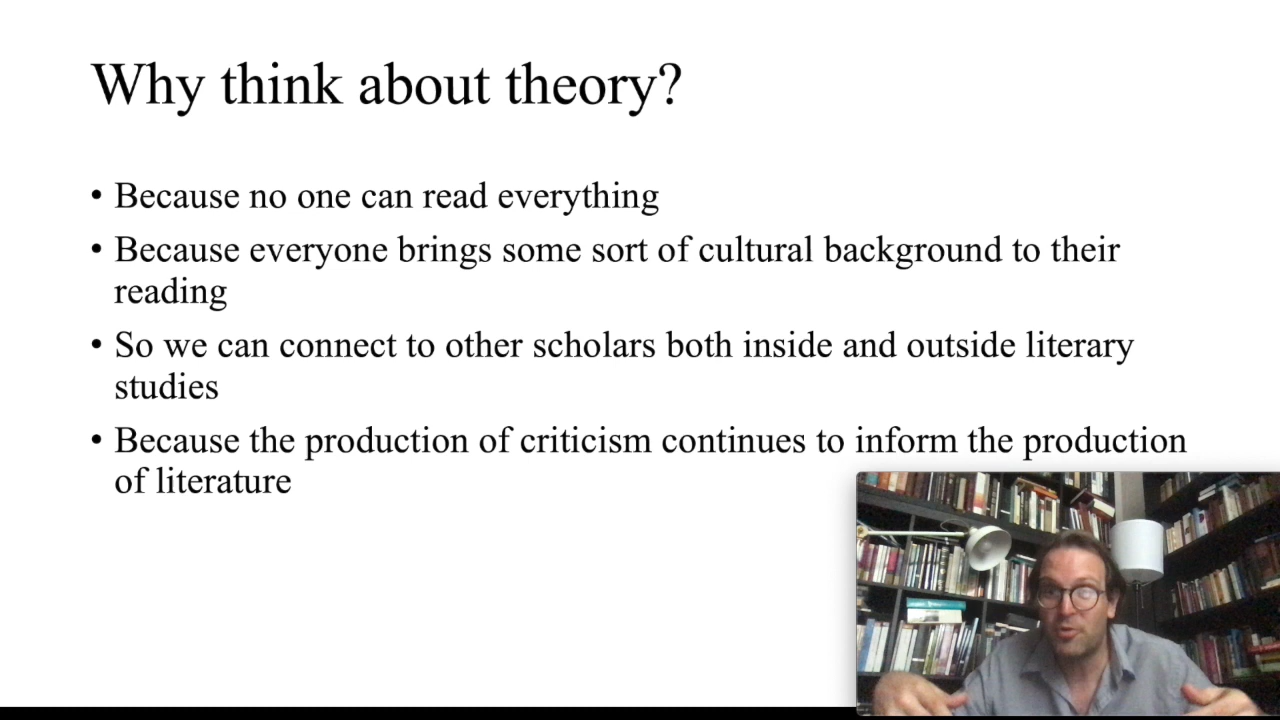 Why think about theory?
• Because no one can read everything
• Because everyone brings some sort of cultural background to their
reading
• So we can connect to other scholars both inside and outside literary
studies
• Because the production of criticism continues to inform the production
of literature